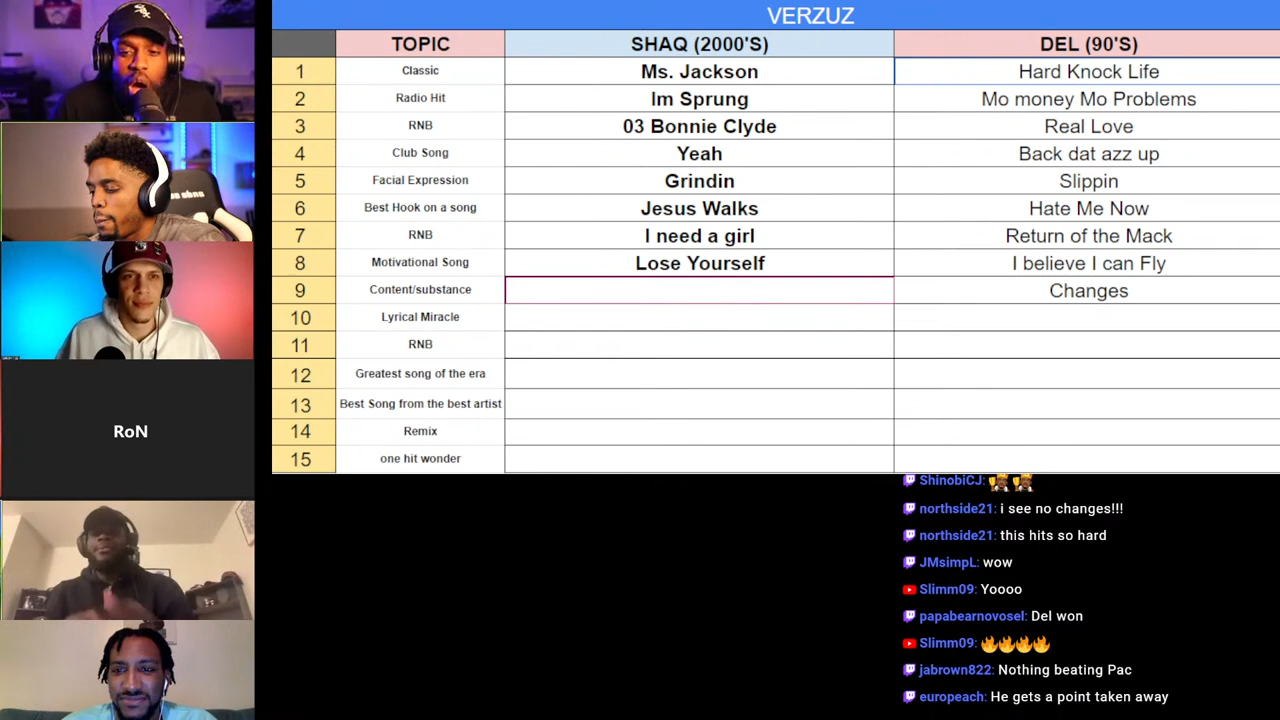 VERZUZ
TOPIC SHAQ (2000'S) DEL (90'S)
1 Classic Ms. Jackson Hard Knock Life
2 Radio Hit Im Sprung Mo money Mo Problems
3 RNB 03 Bonnie Clyde Real Love
4 Club Song Yeah Back dat azz up
5 Facial Expression Grindin Slippin
6 Best Hook on a song Jesus Walks Hate Me Now
7 RNB I need a girl Return of the Mack
8 Motivational Song Lose Yourself I believe I can Fly
9 Content/substance Changes
10 Lyrical Miracle
11 RNB
12 Greatest song of the era
13 Best Song from the best artist
14 Remix
15 one hit wonder
RoN
ShinobiCJ:
northside21: i see no changes!!!
northside21: this hits so hard
JMsimpL: wow
Slimm09: Yoooo
papabearnovosel: Del won
Slimm09: 🔥🔥🔥🔥
jabrown822: Nothing beating Pac
europeach: He gets a point taken away